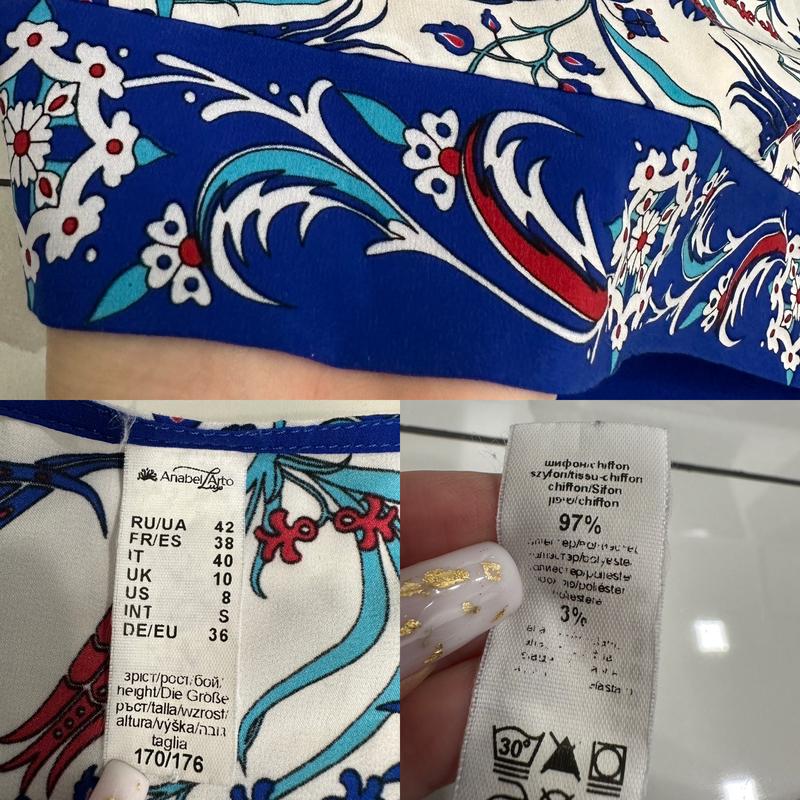 Anabel Arto
RU/UA 42
FR/ES 38
IT 40
UK 10
US 8
INT S
DE/EU 36
зріст/рост/бой/
height/Die Größe
ръст/talla/wzrost/
altura/výška/גובה/
taglia
170/176
шифон/chiffon
szyfon/tissu-chiffon
chiffon/Sifon
שיפון/
97%
3%
30°